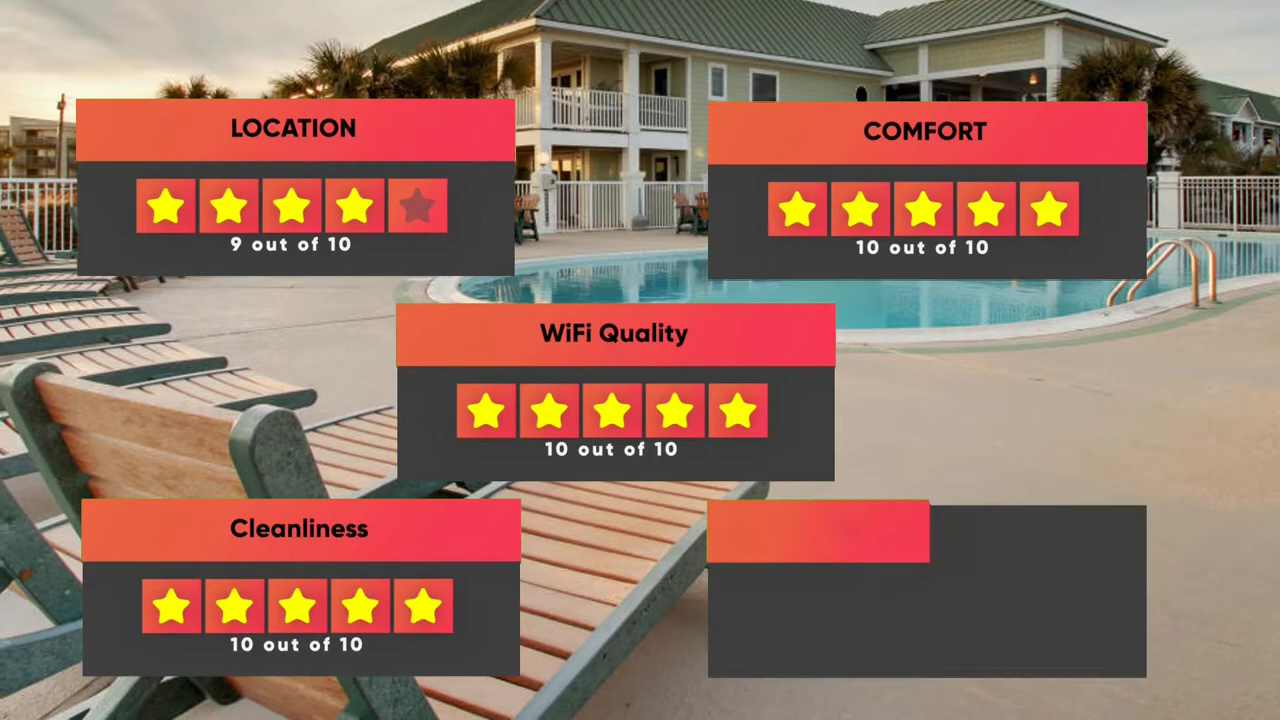 LOCATION
9 out of 10
COMFORT
10 out of 10
WiFi Quality
10 out of 10
Cleanliness
10 out of 10